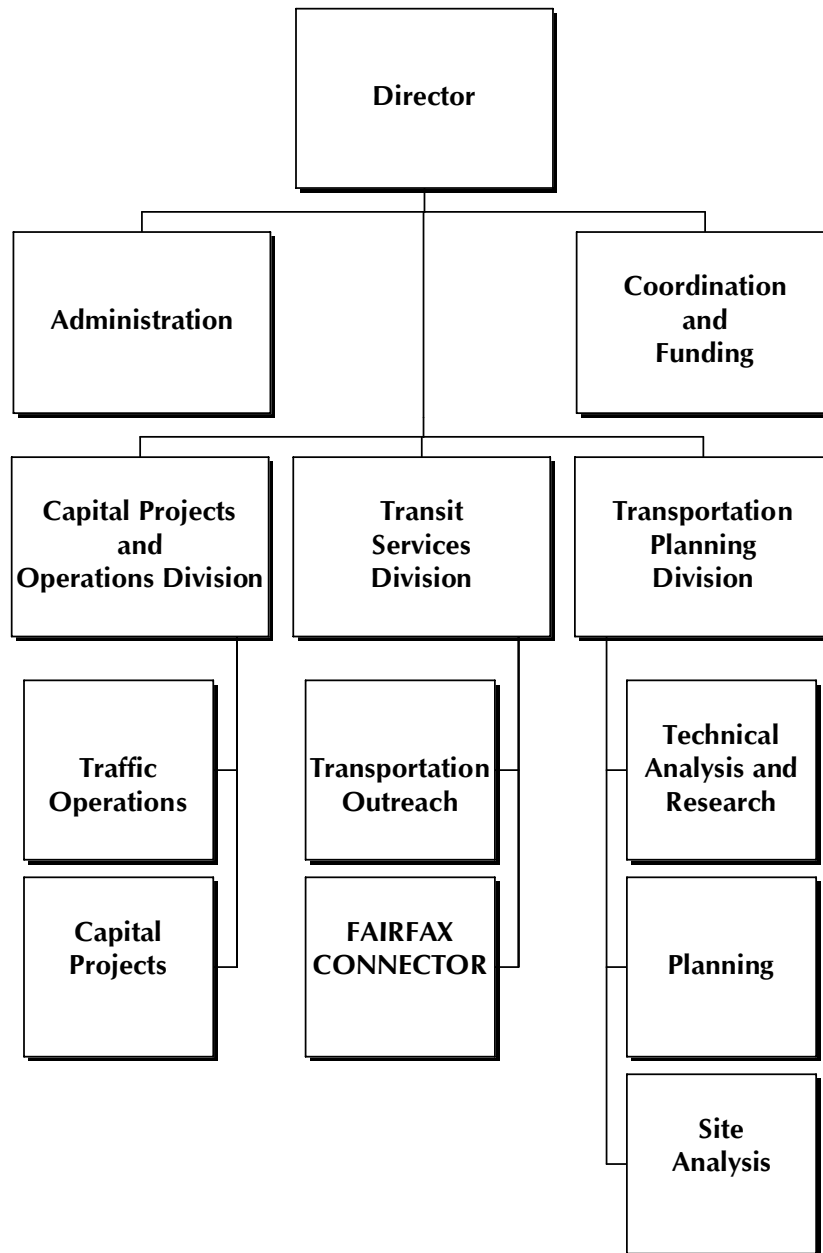 Director
Administration
Coordination
and
Funding
Capital Projects
and
Operations Division
Transit
Services
Division
Transportation
Planning
Division
Traffic
Operations
Transportation
Outreach
Technical
Analysis and
Research
Capital
Projects
FAIRFAX
CONNECTOR
Planning
Site
Analysis